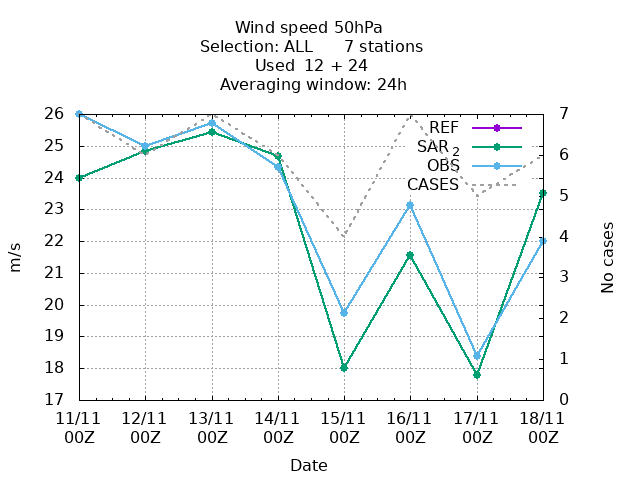 Wind speed 50hPa
Selection: ALL 7 stations
Used 12 + 24
Averaging window: 24h
26
25
24
23
22
21
20
19
18
17
m/s
7
6
5
4
3
2
1
0
No cases
REF
SAR 2
OBS
CASES
11/11 12/11 13/11 14/11 15/11 16/11 17/11 18/11
00Z 00Z 00Z 00Z 00Z 00Z 00Z 00Z
Date